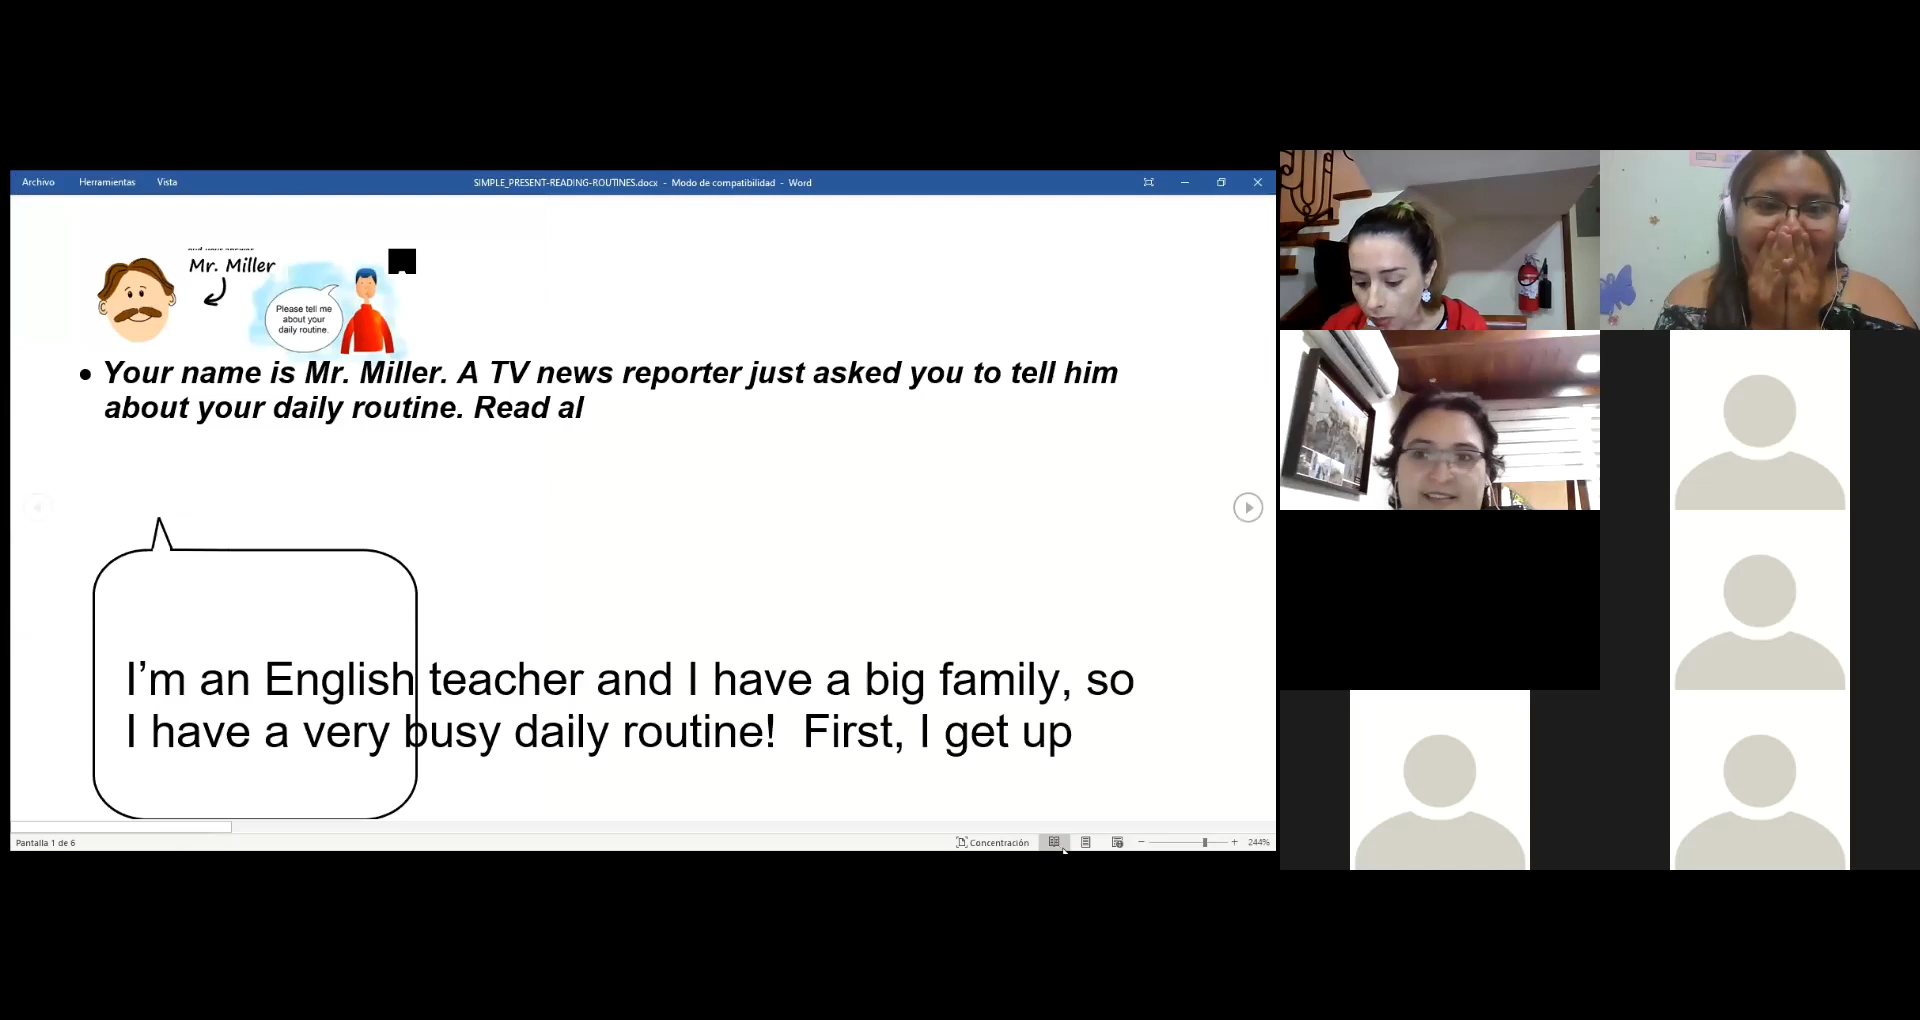 Archivo Herramientas Vista SIMPLE_PRESENT-READING-ROUTINES.docx - Modo de compatibilidad - Word
Mr. Miller
Please tell me
about your
daily routine.
• Your name is Mr. Miller. A TV news reporter just asked you to tell him
about your daily routine. Read al
I’m an English teacher and I have a big family, so
I have a very busy daily routine!  First, I get up
Pantalla 1 de 6 Concentración 244%